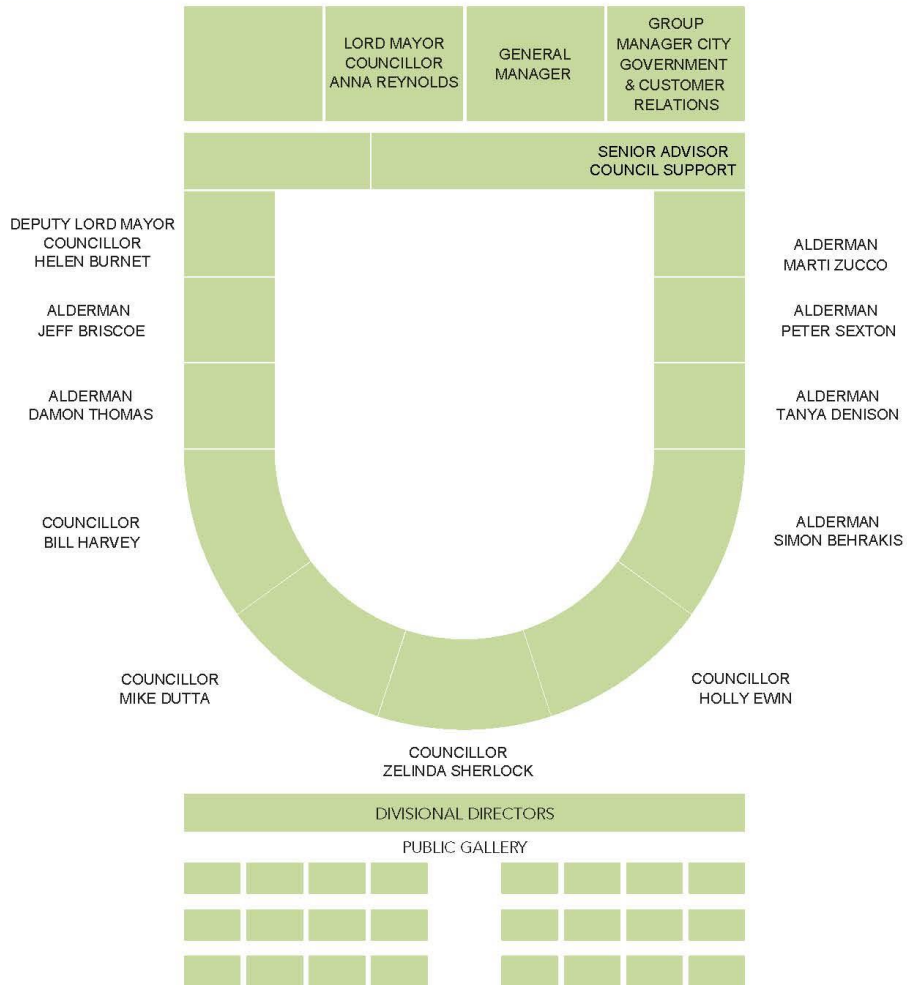 LORD MAYOR
COUNCILLOR
ANNA REYNOLDS
GENERAL
MANAGER
GROUP
MANAGER CITY
GOVERNMENT
& CUSTOMER
RELATIONS
SENIOR ADVISOR
COUNCIL SUPPORT
DEPUTY LORD MAYOR
COUNCILLOR
HELEN BURNET
ALDERMAN
MARTI ZUCCO
ALDERMAN
JEFF BRISCOE
ALDERMAN
PETER SEXTON
ALDERMAN
DAMON THOMAS
ALDERMAN
TANYA DENISON
COUNCILLOR
BILL HARVEY
ALDERMAN
SIMON BEHRAKIS
COUNCILLOR
MIKE DUTTA
COUNCILLOR
HOLLY EWIN
COUNCILLOR
ZELINDA SHERLOCK
DIVISIONAL DIRECTORS
PUBLIC GALLERY